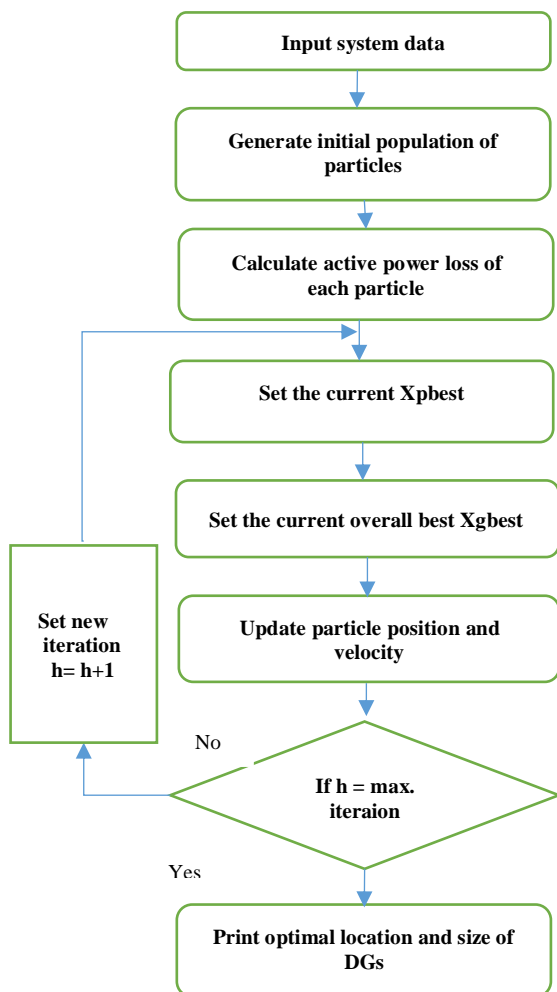 Input system data
Generate initial population of
particles
Calculate active power loss of
each particle
Set the current Xpbest
Set the current overall best Xgbest
Set new
iteration
h= h+1
Update particle position and
velocity
No
If h = max.
iteraion
Yes
Print optimal location and size of
DGs